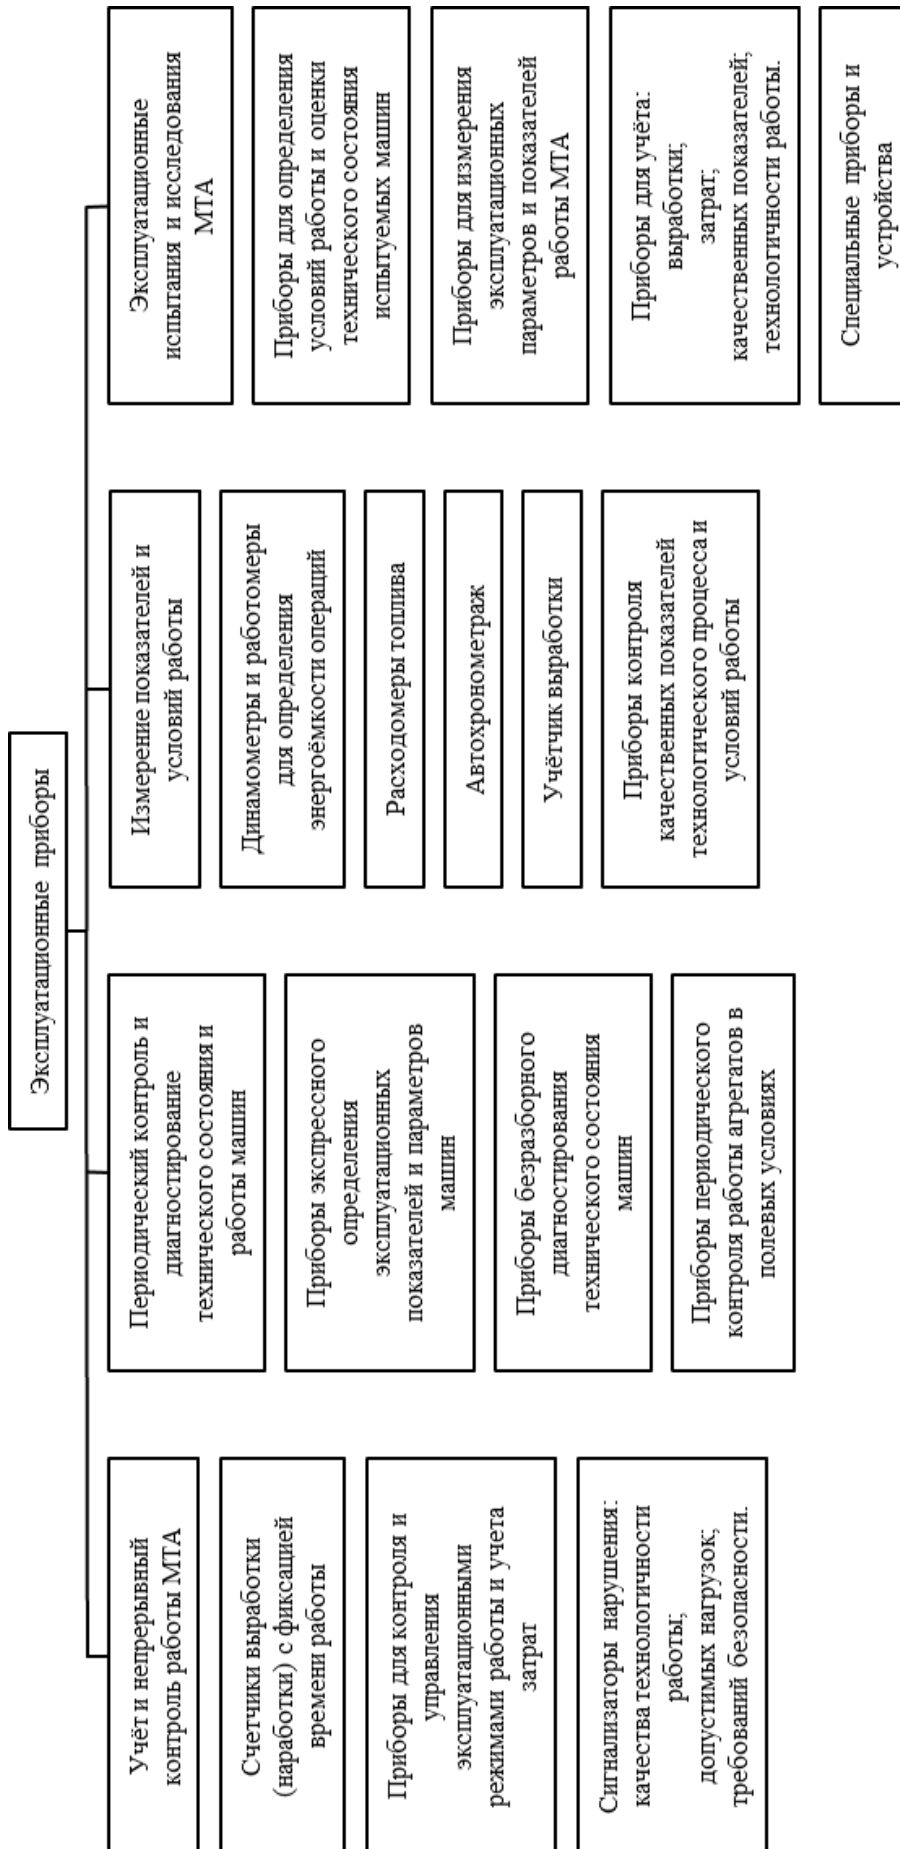 Эксплуатационные приборы
Учёт и непрерывный
контроль работы МТА
Счетчики выработки
(наработки) с фиксацией
времени работы
Приборы для контроля и
управления
эксплуатационными
режимами работы и учета
затрат
Сигнализаторы нарушения:
качества технологичности
работы;
допустимых нагрузок;
требований безопасности.
Периодический контроль и
диагностирование
технического состояния и
работы машин
Приборы экспрессного
определения
эксплуатационных
показателей и параметров
машин
Приборы безразборного
диагностирования
технического состояния
машин
Приборы периодического
контроля работы агрегатов в
полевых условиях
Измерение показателей и
условий работы
Динамометры и работомеры
для определения
энергоёмкости операций
Расходомеры топлива
Автохронометраж
Учётчик выработки
Приборы контроля
качественных показателей
технологического процесса и
условий работы
Эксплуатационные
испытания и исследования
МТА
Приборы для определения
условий работы и оценки
технического состояния
испытуемых машин
Приборы для измерения
эксплуатационных
параметров и показателей
работы МТА
Приборы для учёта:
выработки;
затрат;
качественных показателей;
технологичности работы.
Специальные приборы и
устройства